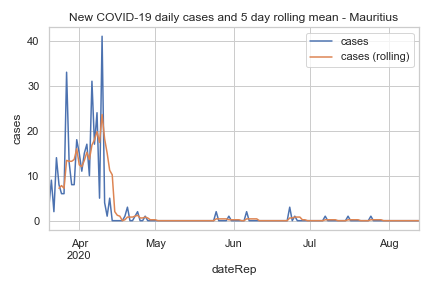 New COVID-19 daily cases and 5 day rolling mean - Mauritius
cases
cases (rolling)
40
30
20
10
0
cases
Apr
2020
May
Jun
Jul
Aug
dateRep